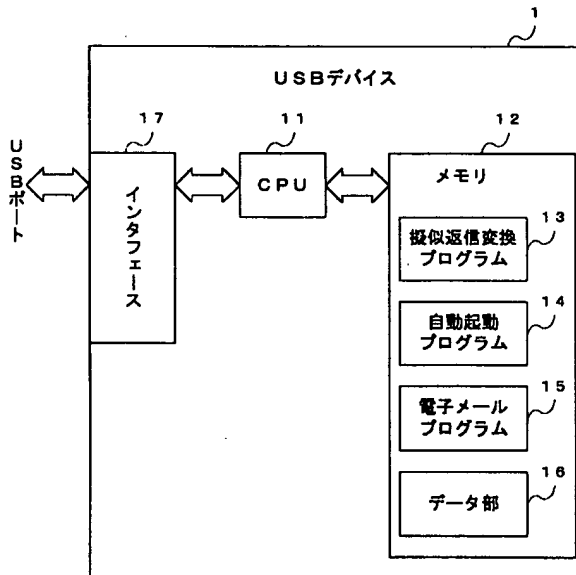 1
USBデバイス
17
11
12
USBポート
インタフェース
CPU
メモリ
13
擬似返信変換
プログラム
14
自動起動
プログラム
15
電子メール
プログラム
16
データ部